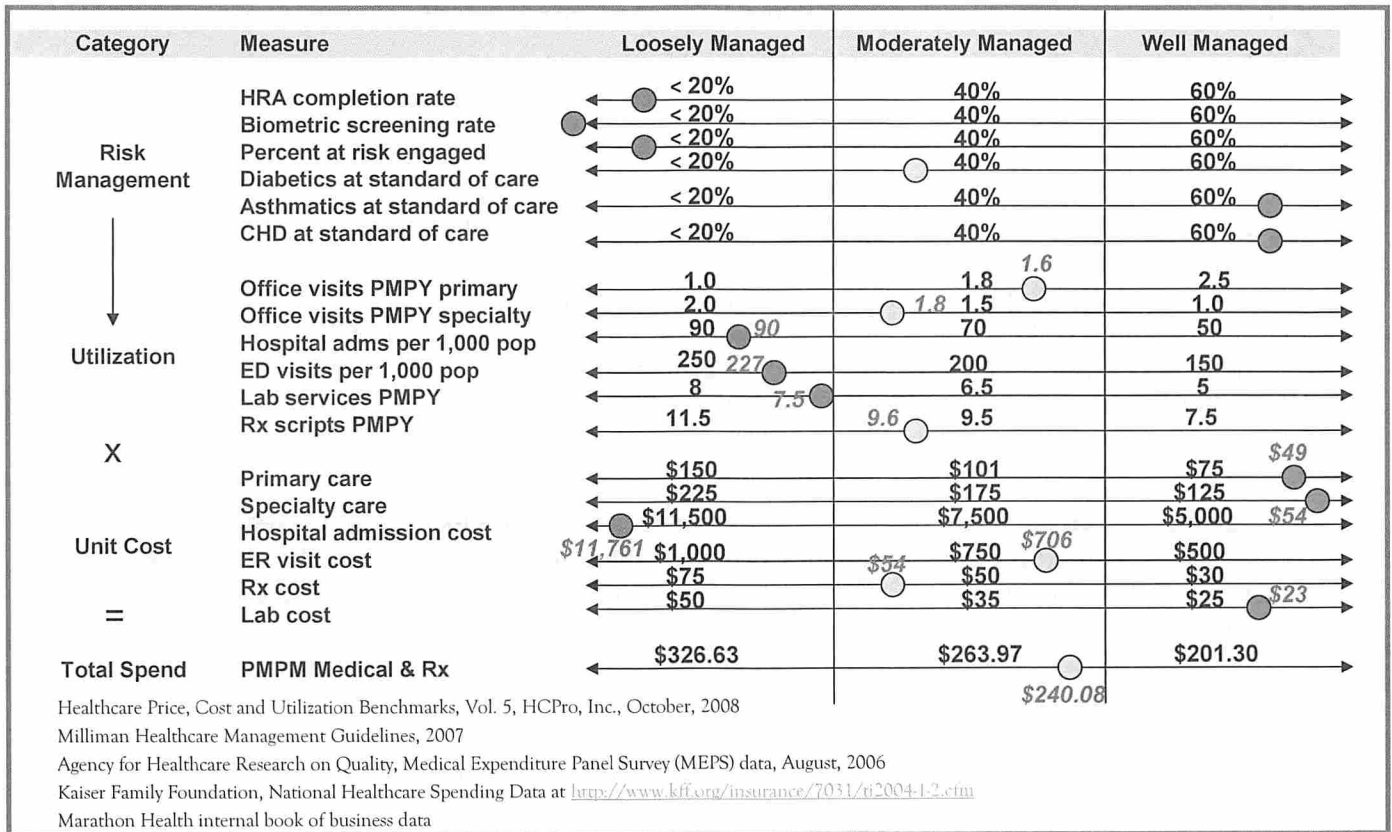 Category Measure Loosely Managed Moderately Managed Well Managed
HRA completion rate < 20% 40% 60%
Biometric screening rate < 20% 40% 60%
Percent at risk engaged < 20% 40% 60%
Risk Management
Diabetics at standard of care < 20% 40% 60%
Asthmatics at standard of care < 20% 40% 60%
CHD at standard of care < 20% 40% 60%
Office visits PMPY primary 1.0 1.8 1.6 2.5
Office visits PMPY specialty 2.0 1.8 1.5 1.0
Hospital adms per 1,000 pop 90 90 70 50
Utilization
ED visits per 1,000 pop 250 227 200 150
Lab services PMPY 8 7.5 6.5 5
Rx scripts PMPY 11.5 9.6 9.5 7.5
X
Primary care $150 $101 $75 $49
Specialty care $225 $175 $125 $54
Hospital admission cost $11,761 $11,500 $7,500 $5,000
Unit Cost
ER visit cost $1,000 $750 $706 $500
Rx cost $75 $54 $50 $30
= Lab cost $50 $35 $25 $23
Total Spend PMPM Medical & Rx $326.63 $263.97 $240.08 $201.30
Healthcare Price, Cost and Utilization Benchmarks, Vol. 5, HCPro, Inc., October, 2008
Milliman Healthcare Management Guidelines, 2007
Agency for Healthcare Research on Quality, Medical Expenditure Panel Survey (MEPS) data, August, 2006
Kaiser Family Foundation, National Healthcare Spending Data at http://www.kff.org/insurance/7031/ti2004-1-2.cfm
Marathon Health internal book of business data